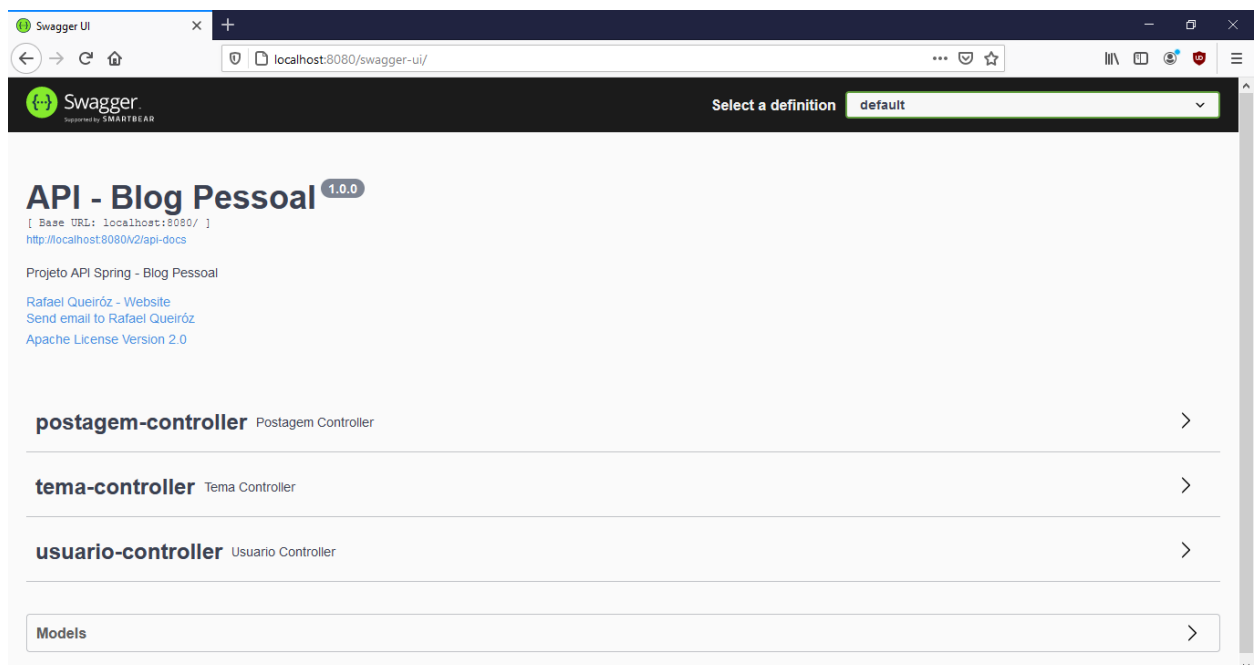 Swagger UI
localhost:8080/swagger-ui/
Swagger.
Supported by SMARTBEAR
Select a definition
default
API - Blog Pessoal 1.0.0
[ Base URL: localhost:8080/ ]
http://localhost:8080/v2/api-docs
Projeto API Spring - Blog Pessoal
Rafael Queiróz - Website
Send email to Rafael Queiróz
Apache License Version 2.0
postagem-controller Postagem Controller
tema-controller Tema Controller
usuario-controller Usuario Controller
Models